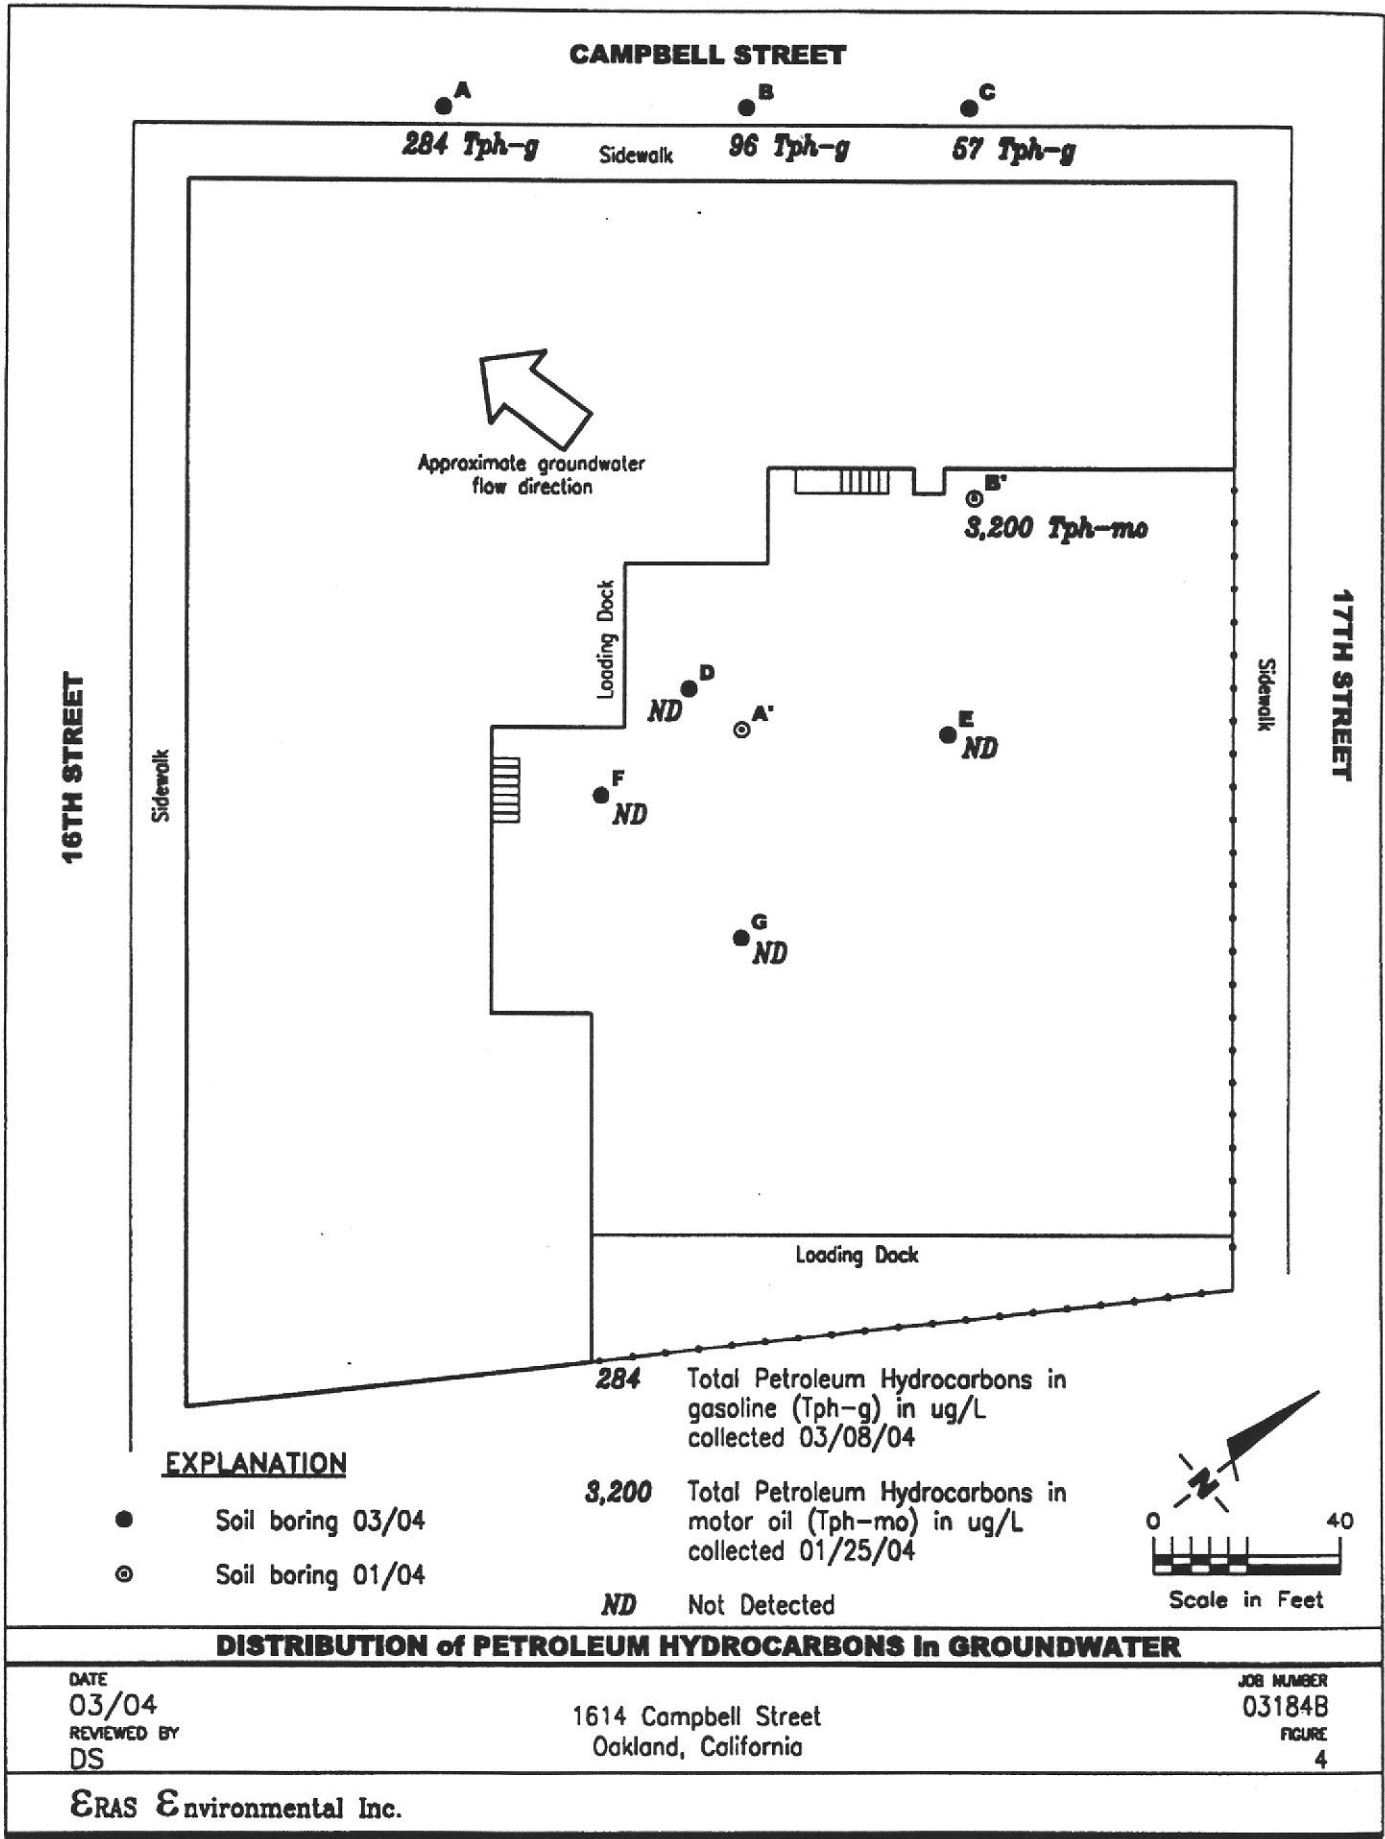 CAMPBELL STREET
A
B
C
284 Tph-g
Sidewalk
96 Tph-g
57 Tph-g
Approximate groundwater
flow direction
B'
3,200 Tph-mo
Loading Dock
17TH STREET
16TH STREET
Sidewalk
Sidewalk
D
ND
A'
E
ND
F
ND
G
ND
Loading Dock
284 Total Petroleum Hydrocarbons in
gasoline (Tph-g) in ug/L
collected 03/08/04
EXPLANATION
3,200 Total Petroleum Hydrocarbons in
motor oil (Tph-mo) in ug/L
collected 01/25/04
Soil boring 03/04
Soil boring 01/04
ND Not Detected
N
0 40
Scale in Feet
DISTRIBUTION of PETROLEUM HYDROCARBONS in GROUNDWATER
DATE
03/04
REVIEWED BY
DS
1614 Campbell Street
Oakland, California
JOB NUMBER
03184B
FIGURE
4
ERAS Environmental Inc.